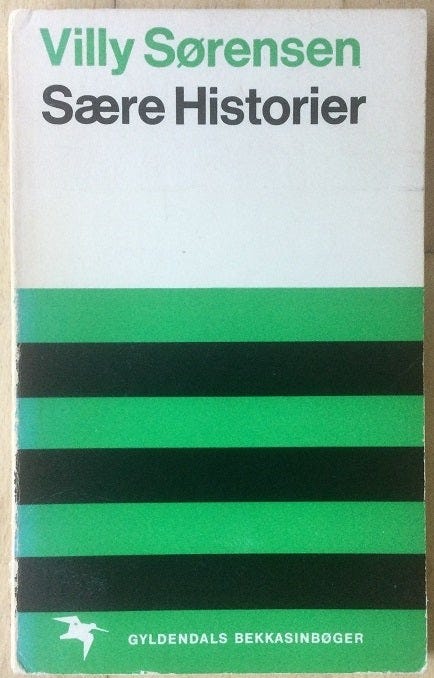 Villy Sørensen
Sære Historier
GYLDENDALS BEKKASINBØGER